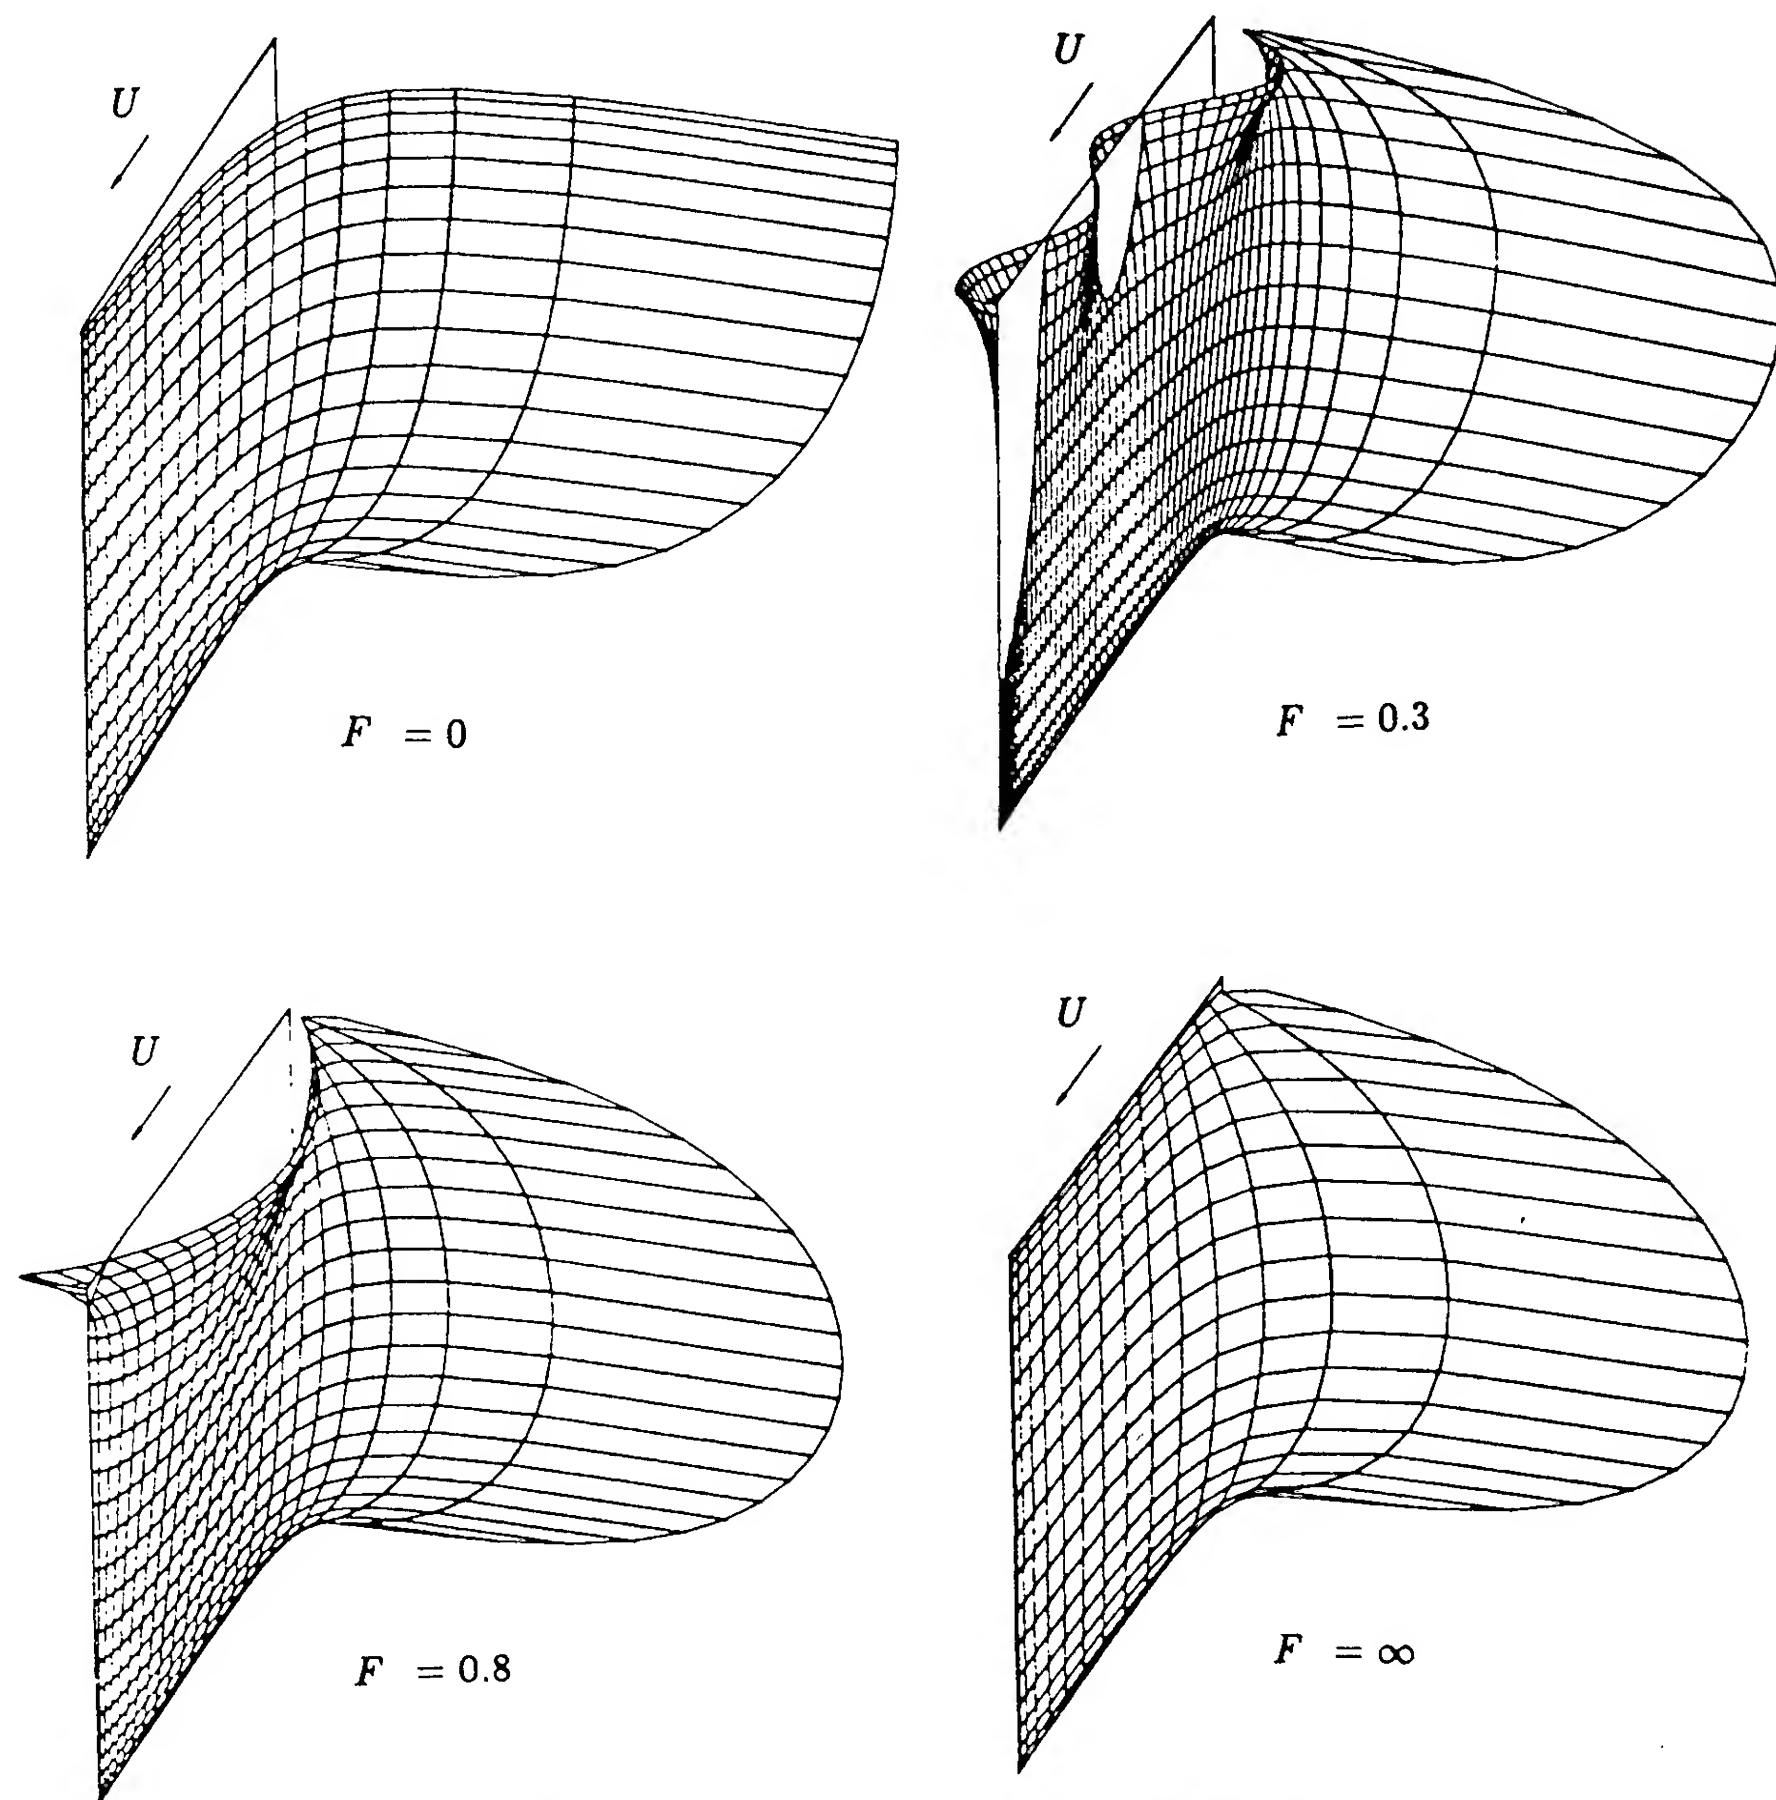 U
U
F = 0
F = 0.3
U
U
F = 0.8
F = ∞